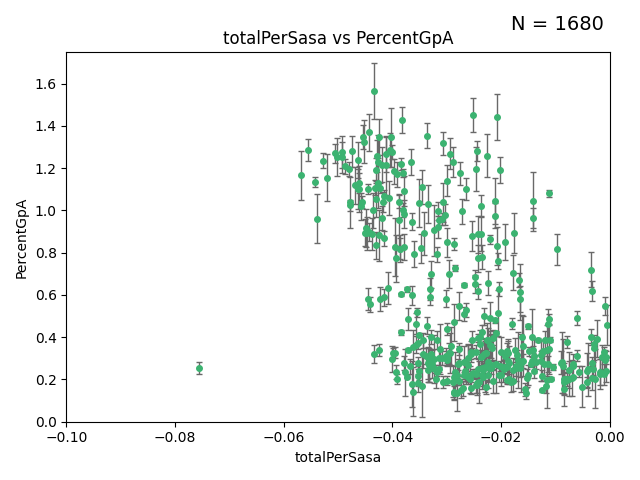 N = 1680
totalPerSasa vs PercentGpA
PercentGpA
1.6
1.4
1.2
1.0
0.8
0.6
0.4
0.2
0.0
−0.10 −0.08 −0.06 −0.04 −0.02 0.00
totalPerSasa